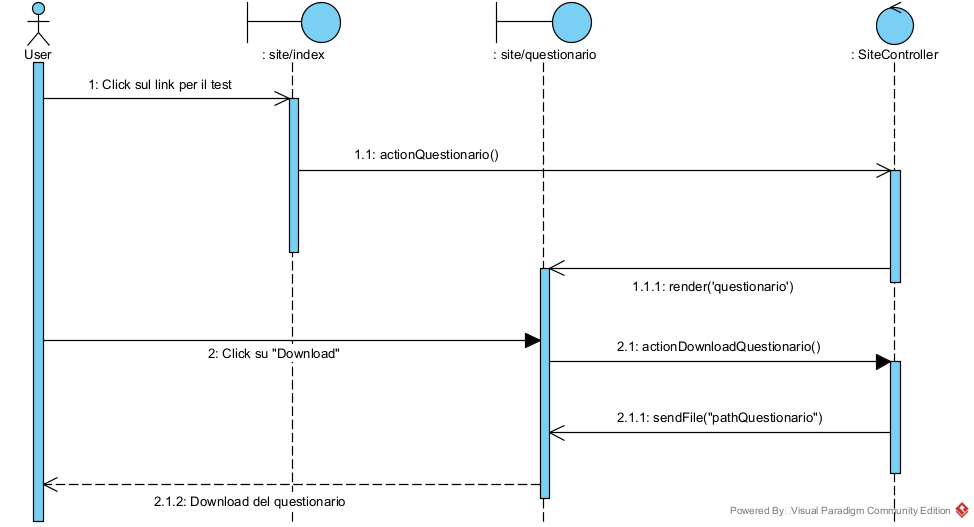 User
: site/index
: site/questionario
: SiteController
1: Click sul link per il test
1.1: actionQuestionario()
1.1.1: render('questionario')
2: Click su "Download"
2.1: actionDownloadQuestionario()
2.1.1: sendFile("pathQuestionario")
2.1.2: Download del questionario
Powered By Visual Paradigm Community Edition